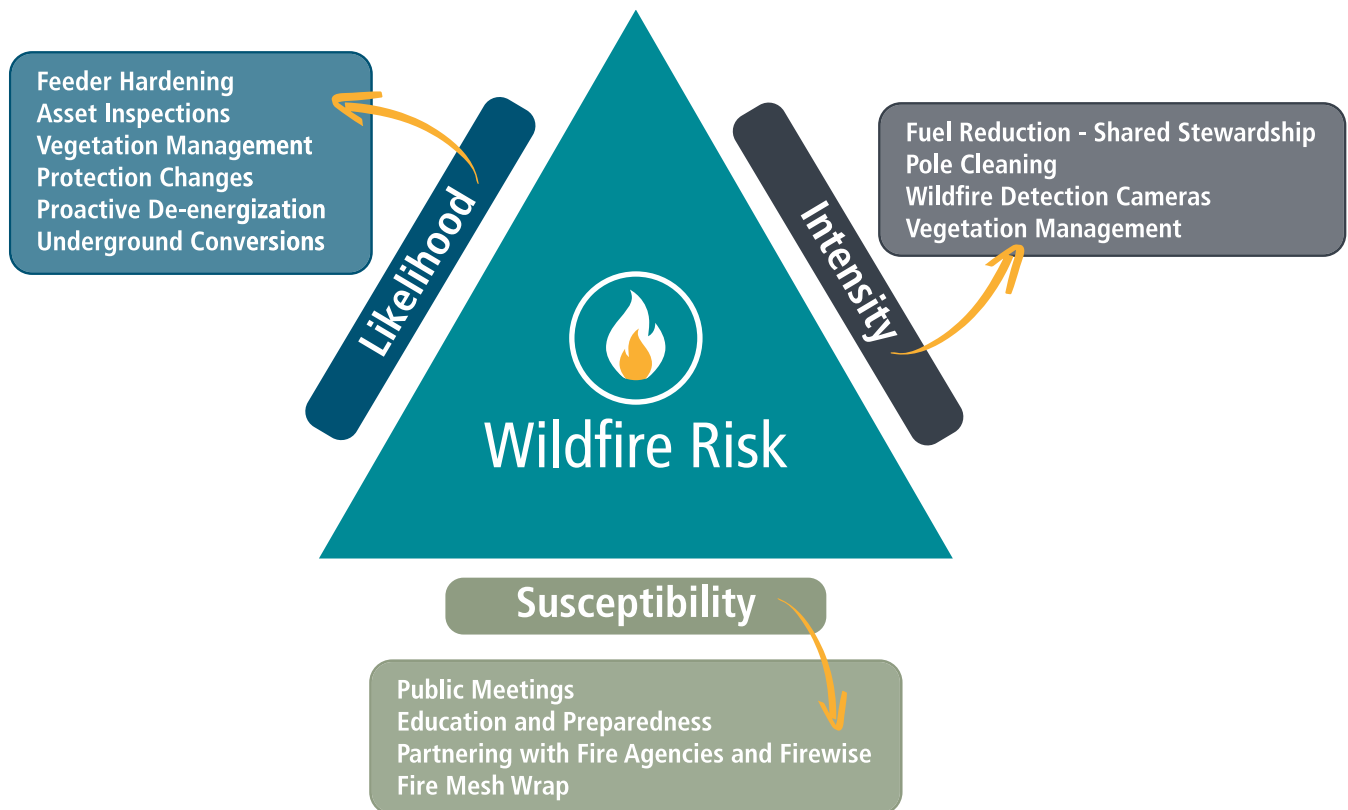 Feeder Hardening
Asset Inspections
Vegetation Management
Protection Changes
Proactive De-energization
Underground Conversions
Likelihood
Intensity
Fuel Reduction - Shared Stewardship
Pole Cleaning
Wildfire Detection Cameras
Vegetation Management
Wildfire Risk
Susceptibility
Public Meetings
Education and Preparedness
Partnering with Fire Agencies and Firewise
Fire Mesh Wrap